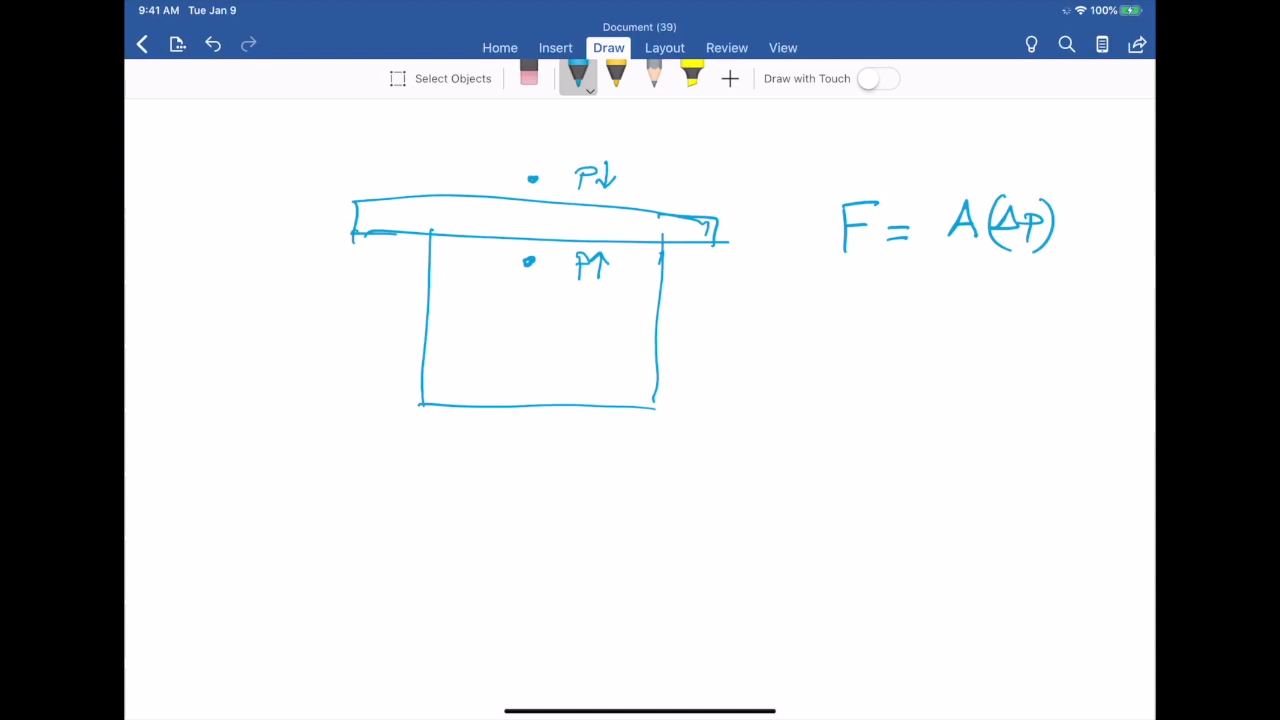 9:41 AM Tue Jan 9
100%
Document (39)
Home Insert Draw Layout Review View
Select Objects
Draw with Touch
P↓
F = A(Δp)
P↑